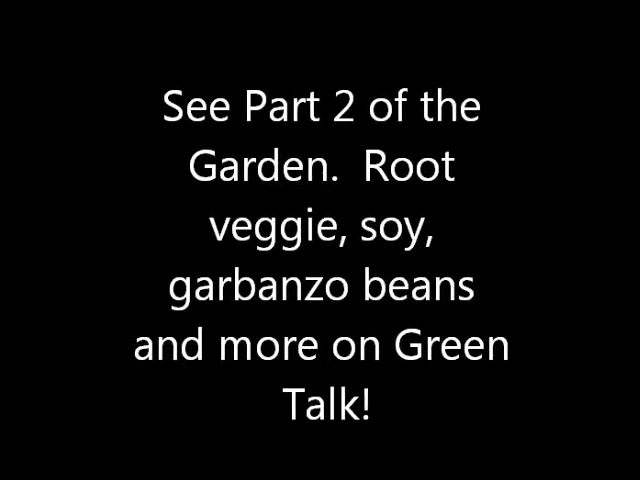 See Part 2 of the
Garden.  Root
veggie, soy,
garbanzo beans
and more on Green
Talk!